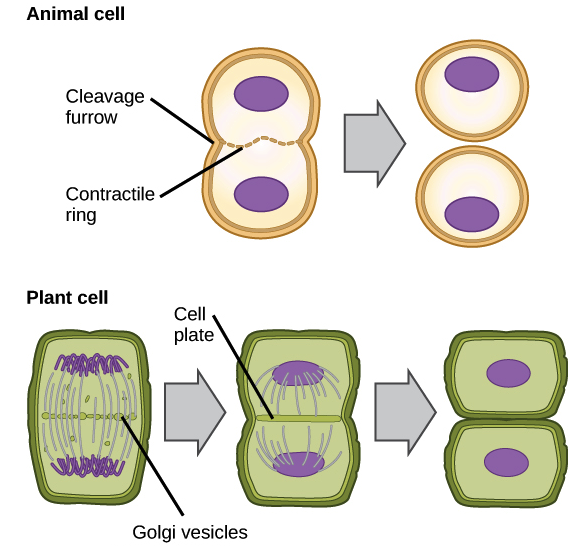 Animal cell
Cleavage
furrow
Contractile
ring
Plant cell
Cell
plate
Golgi vesicles